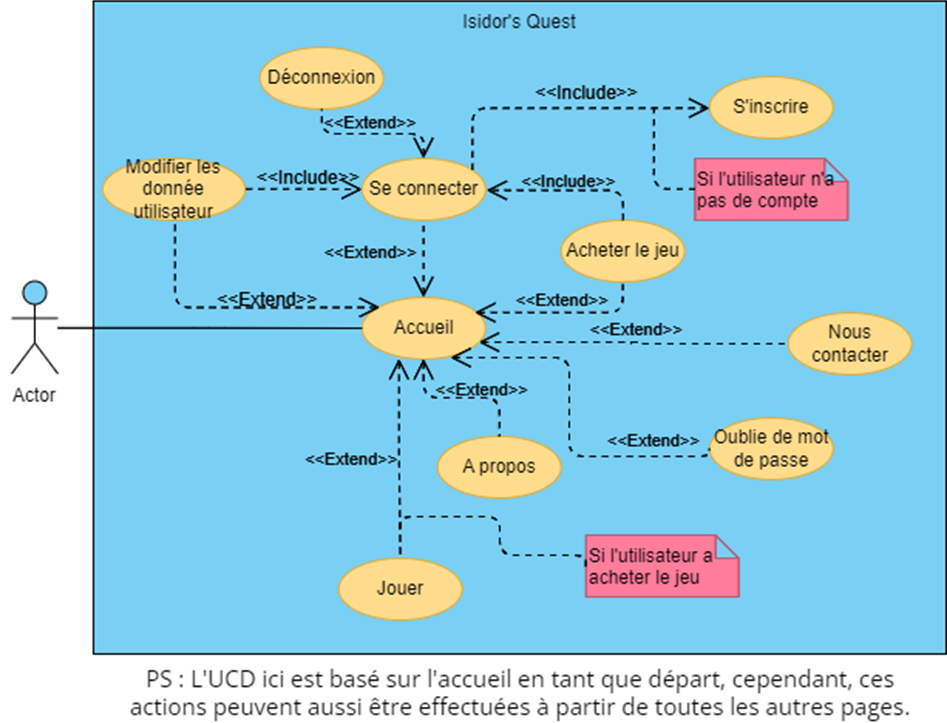 Isidor's Quest
Déconnexion
<<Include>>
S'inscrire
<<Extend>>
Modifier les
donnée
utilisateur
<<Include>>
Se connecter
<<Include>>
Si l'utilisateur n'a
pas de compte
<<Extend>>
Acheter le jeu
<<Extend>>
<<Extend>>
Accueil
<<Extend>>
Nous
contacter
Actor
<<Extend>>
<<Extend>>
Oublie de mot
de passe
<<Extend>>
A propos
Si l'utilisateur a
acheter le jeu
Jouer
PS : L'UCD ici est basé sur l'accueil en tant que départ, cependant, ces
actions peuvent aussi être effectuées à partir de toutes les autres pages.